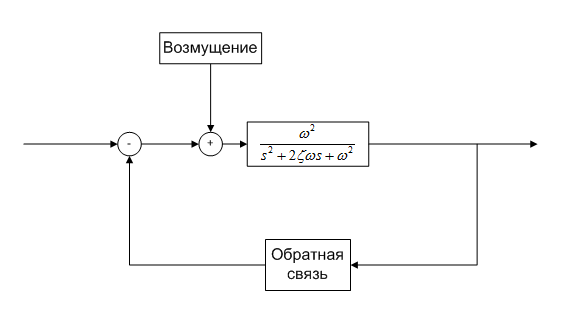 Возмущение
-
+
ω²
s² + 2ζωs + ω²
Обратная
связь